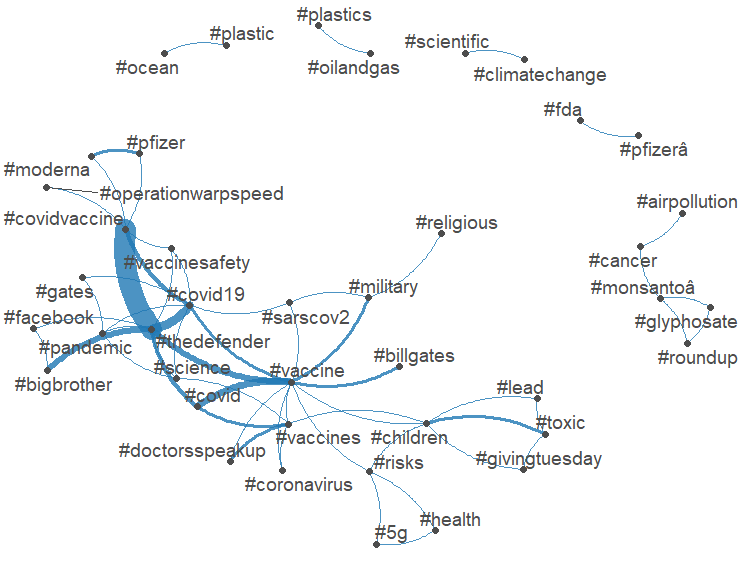 #plastics
#plastic
#scientific
#ocean
#oilandgas
#climatechange
#fda
#pfizer
#pfizerâ
#moderna
#operationwarpspeed
#airpollution
#covidvaccine
#religious
#vaccinesafety
#cancer
#gates
#covid19
#military
#monsantoâ
#facebook
#sarscov2
#glyphosate
#pandemic
#thedefender
#billgates
#roundup
#science
#vaccine
#bigbrother
#lead
#covid
#toxic
#vaccines
#children
#doctorsspeakup
#risks
#givingtuesday
#coronavirus
#health
#5g